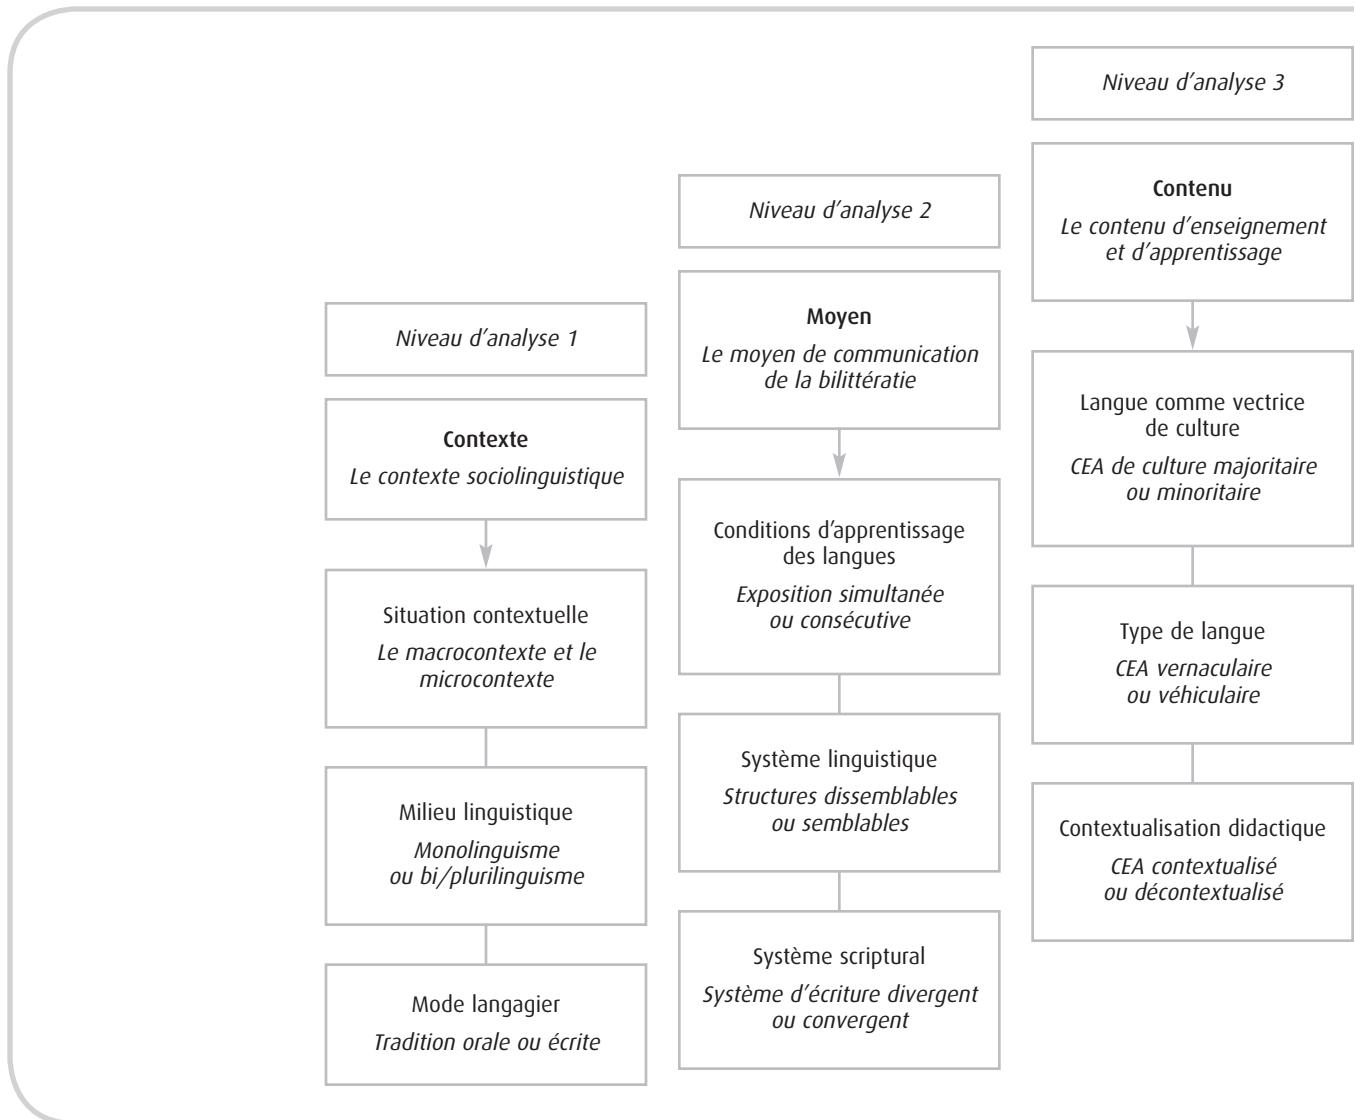 Niveau d'analyse 1
Contexte
Le contexte sociolinguistique
Situation contextuelle
Le macrocontexte et le
microcontexte
Milieu linguistique
Monolinguisme
ou bi/plurilinguisme
Mode langagier
Tradition orale ou écrite
Niveau d'analyse 2
Moyen
Le moyen de communication
de la bilittératie
Conditions d'apprentissage
des langues
Exposition simultanée
ou consécutive
Système linguistique
Structures dissemblables
ou semblables
Système scriptural
Système d'écriture divergent
ou convergent
Niveau d'analyse 3
Contenu
Le contenu d'enseignement
et d'apprentissage
Langue comme vectrice
de culture
CEA de culture majoritaire
ou minoritaire
Type de langue
CEA vernaculaire
ou véhiculaire
Contextualisation didactique
CEA contextualisé
ou décontextualisé